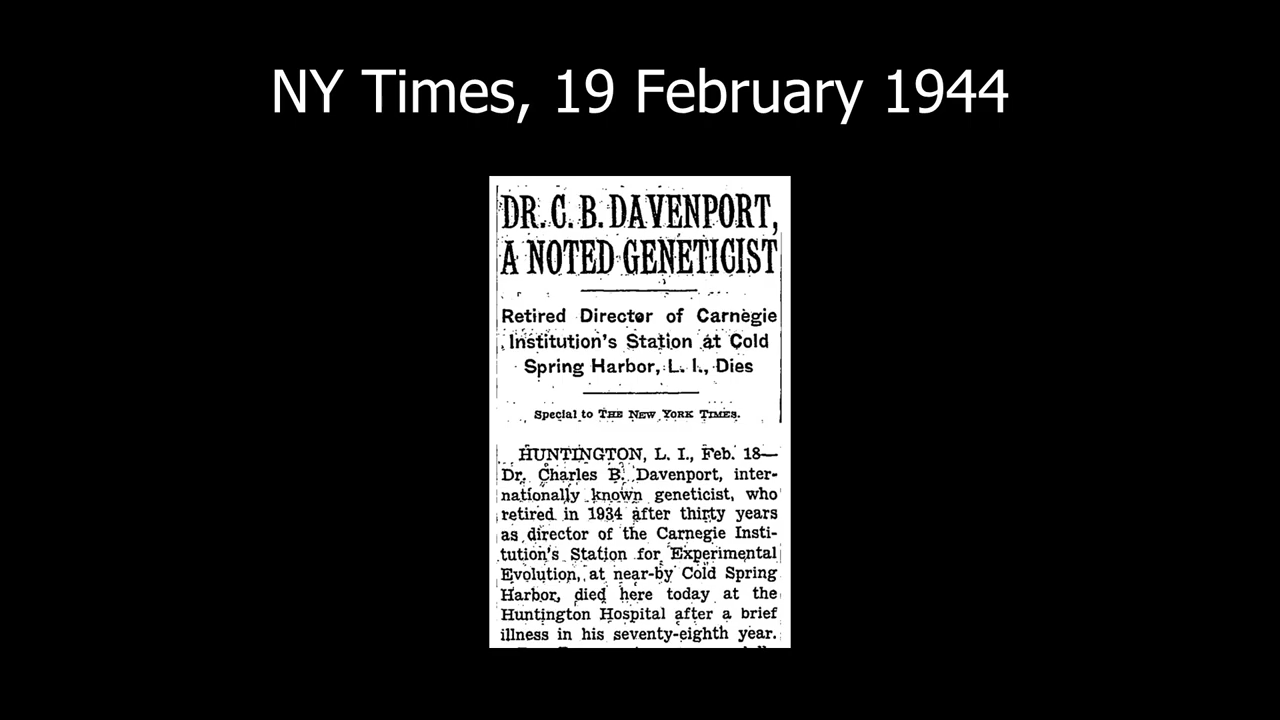 NY Times, 19 February 1944
DR. C. B. DAVENPORT,
A NOTED GENETICIST
Retired Director of Carnegie
Institution's Station at Cold
Spring Harbor, L. I., Dies
Special to THE NEW YORK TIMES.
HUNTINGTON, L. I., Feb. 18—
Dr. Charles B. Davenport, inter-
nationally known geneticist, who
retired in 1934 after thirty years
as director of the Carnegie Insti-
tution's Station for Experimental
Evolution, at near-by Cold Spring
Harbor, died here today at the
Huntington Hospital after a brief
illness in his seventy-eighth year.